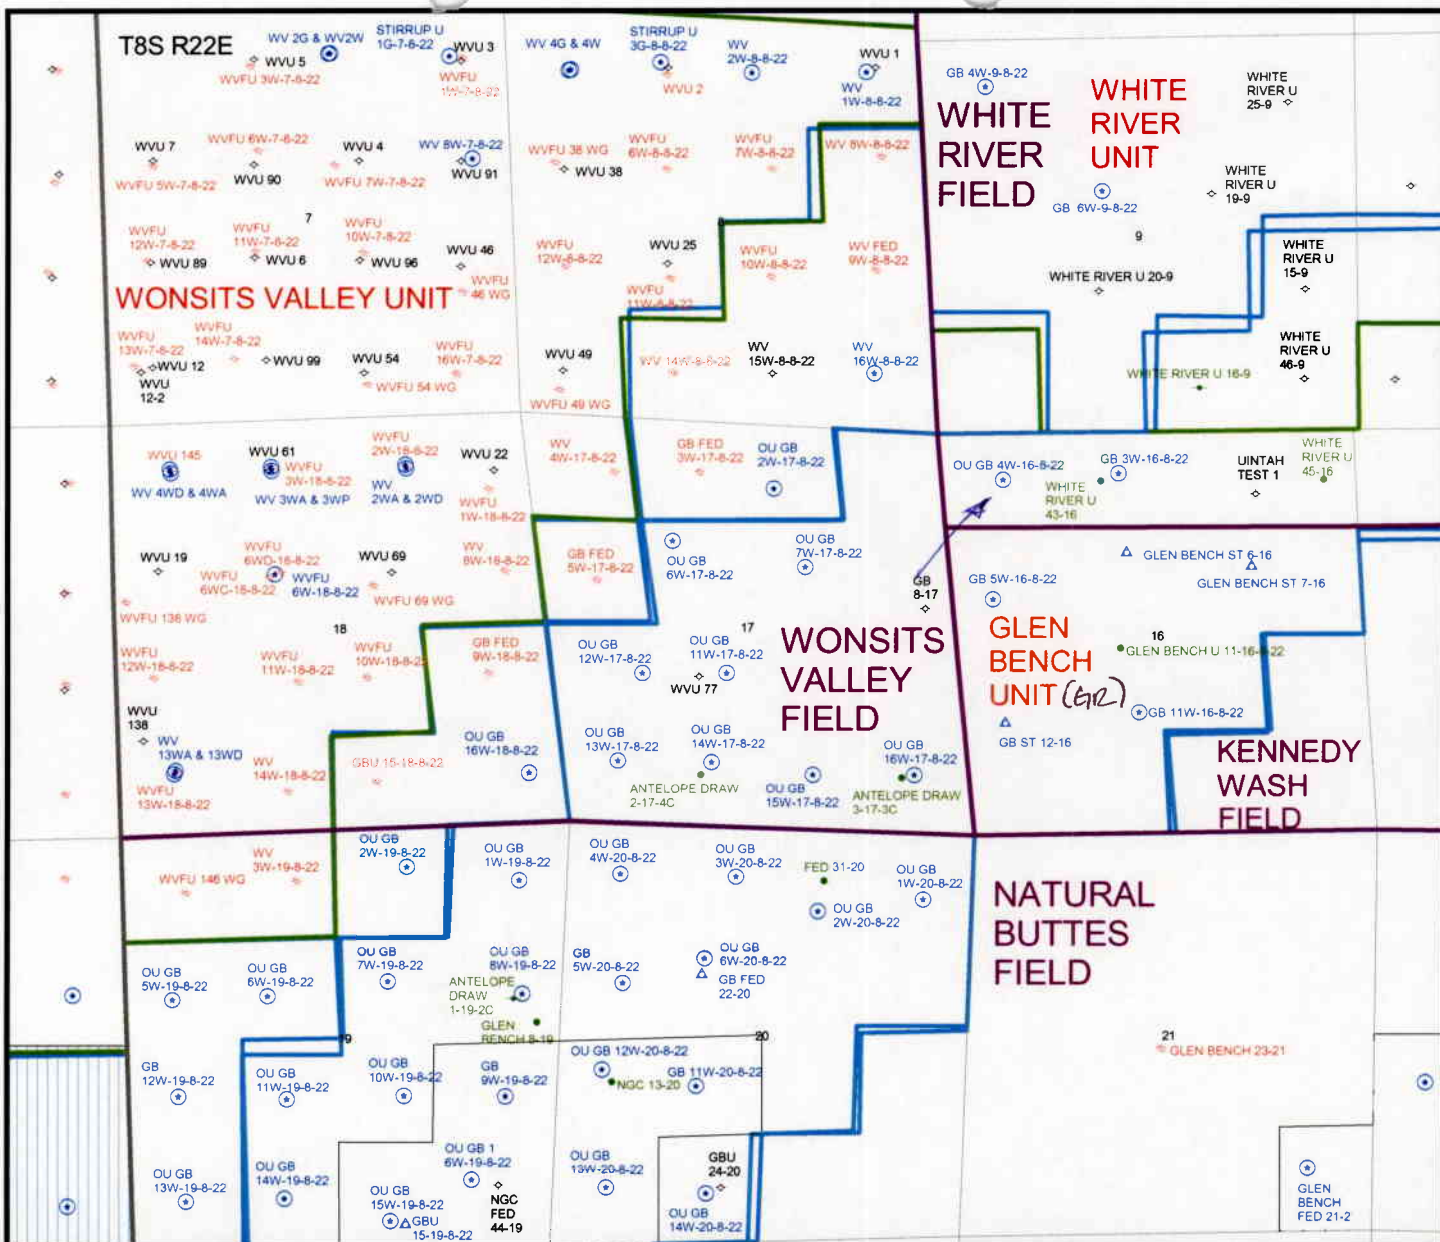 T8S R22E
WV 2G & WV2W
STIRRUP U
1G-7-8-22
WVU 3
WVU 5
WVFU 3W-7-8-22
WVFU
1W-7-8-22
WV 4G & 4W
STIRRUP U
3G-8-8-22
WVU 2
WV
2W-8-8-22
WVU 1
WV
1W-8-8-22
GB 4W-9-8-22
WHITE
RIVER
FIELD
WHITE
RIVER
UNIT
WHITE
RIVER U
25-9
WVU 7
WVFU 5W-7-8-22
WVFU 6W-7-8-22
WVU 90
WVU 4
WVFU 7W-7-8-22
WV 8W-7-8-22
WVU 91
WVFU 38 WG
WVU 38
WVFU
6W-8-8-22
WVFU
7W-8-8-22
WV 8W-8-8-22
GB 6W-9-8-22
WHITE
RIVER U
19-9
7
8
9
WVFU
12W-7-8-22
WVU 89
WVFU
11W-7-8-22
WVU 6
WVFU
10W-7-8-22
WVU 96
WVU 46
WVFU
46 WG
WVFU
12W-8-8-22
WVU 25
WVFU
11W-8-8-22
WVFU
10W-8-8-22
WV FED
9W-8-8-22
WHITE RIVER U 20-9
WHITE
RIVER U
15-9
WONSITS VALLEY UNIT
WVFU
13W-7-8-22
WVU 12
WVU
12-2
WVFU
14W-7-8-22
WVU 99
WVU 54
WVFU 54 WG
WVFU
16W-7-8-22
WVU 49
WVFU 49 WG
WV 14W-8-8-22
WV
15W-8-8-22
WV
16W-8-8-22
WHITE RIVER U 16-9
WHITE
RIVER U
46-9
WVU 145
WV 4WD & 4WA
WVU 61
WVFU
3W-18-8-22
WV 3WA & 3WP
WVFU
2W-18-8-22
WV
2WA & 2WD
WVU 22
WVFU
1W-18-8-22
WV
4W-17-8-22
GB FED
3W-17-8-22
OU GB
2W-17-8-22
OU GB 4W-16-8-22
WHITE
RIVER U
43-16
GB 3W-16-8-22
UINTAH
TEST 1
WHITE
RIVER U
45-16
WVU 19
WVFU
6WD-18-8-22
WVFU
6WC-18-8-22
WVFU
6W-18-8-22
WVU 69
WVFU 69 WG
WV
8W-18-8-22
GB FED
5W-17-8-22
OU GB
6W-17-8-22
OU GB
7W-17-8-22
GB
8-17
GB 5W-16-8-22
GLEN BENCH ST 6-16
GLEN BENCH ST 7-16
WVFU 138 WG
18
17
16
WVFU
12W-18-8-22
WVFU
11W-18-8-22
WVFU
10W-18-8-22
GB FED
9W-18-8-22
OU GB
12W-17-8-22
OU GB
11W-17-8-22
WVU 77
WONSITS
VALLEY
FIELD
GLEN
BENCH
UNIT (GR)
GLEN BENCH U 11-16-8-22
WVU
138
WV
13WA & 13WD
WVFU
13W-18-8-22
WV
14W-18-8-22
GBU 15-18-8-22
OU GB
16W-18-8-22
OU GB
13W-17-8-22
OU GB
14W-17-8-22
ANTELOPE DRAW
2-17-4C
OU GB
15W-17-8-22
OU GB
16W-17-8-22
ANTELOPE DRAW
3-17-3C
GB ST 12-16
GB 11W-16-8-22
KENNEDY
WASH
FIELD
WVFU 146 WG
WV
3W-19-8-22
OU GB
2W-19-8-22
OU GB
1W-19-8-22
OU GB
4W-20-8-22
OU GB
3W-20-8-22
FED 31-20
OU GB
2W-20-8-22
OU GB
1W-20-8-22
NATURAL
BUTTES
FIELD
OU GB
5W-19-8-22
OU GB
6W-19-8-22
OU GB
7W-19-8-22
OU GB
8W-19-8-22
ANTELOPE
DRAW
1-19-2C
GLEN
BENCH 8-19
GB
5W-20-8-22
OU GB
6W-20-8-22
GB FED
22-20
19
20
21
GLEN BENCH 23-21
GB
12W-19-8-22
OU GB
11W-19-8-22
OU GB
10W-19-8-22
GB
9W-19-8-22
OU GB 12W-20-8-22
NGC 13-20
GB 11W-20-8-22
OU GB
13W-19-8-22
OU GB
14W-19-8-22
OU GB
15W-19-8-22
GBU
15-19-8-22
OU GB 1
6W-19-8-22
NGC
FED
44-19
OU GB
13W-20-8-22
GBU
24-20
OU GB
14W-20-8-22
GLEN
BENCH
FED 21-2